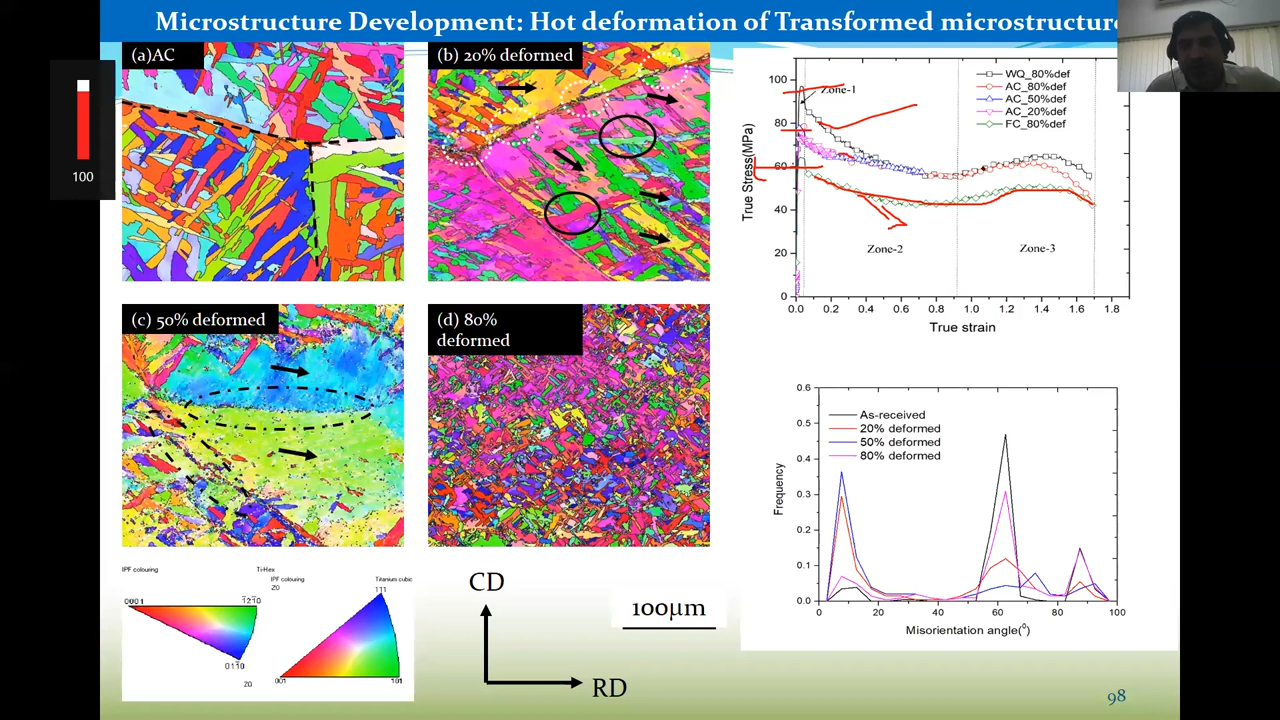 Microstructure Development: Hot deformation of Transformed microstructure
(a)AC
(b) 20% deformed
(c) 50% deformed
(d) 80%
deformed
100
IPF colouring
Ti-Hex
0001
1210
0110
ZO
IPF colouring
Titanium cubic
ZO
111
001
101
CD
RD
100µm
True Stress(MPa)
100
80
60
40
20
0
Zone-1
WQ_80%def
AC_80%def
AC_50%def
AC_20%def
FC_80%def
Zone-2
Zone-3
0.0 0.2 0.4 0.6 0.8 1.0 1.2 1.4 1.6 1.8
True strain
Frequency
0.6
0.5
0.4
0.3
0.2
0.1
0.0
As-received
20% deformed
50% deformed
80% deformed
0 20 40 60 80 100
Misorientation angle(⁰)
98